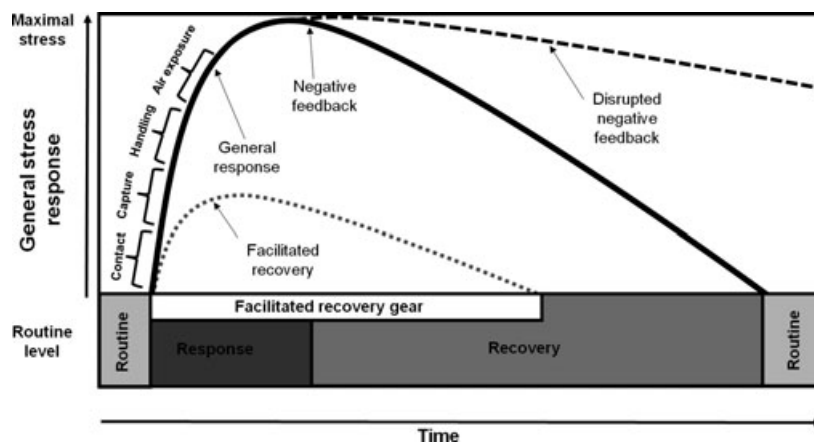 Maximal
stress
General stress
response
Contact
Capture
Handling
Air exposure
General
response
Negative
feedback
Disrupted
negative
feedback
Facilitated
recovery
Facilitated recovery gear
Routine
level
Routine
Response
Recovery
Routine
Time